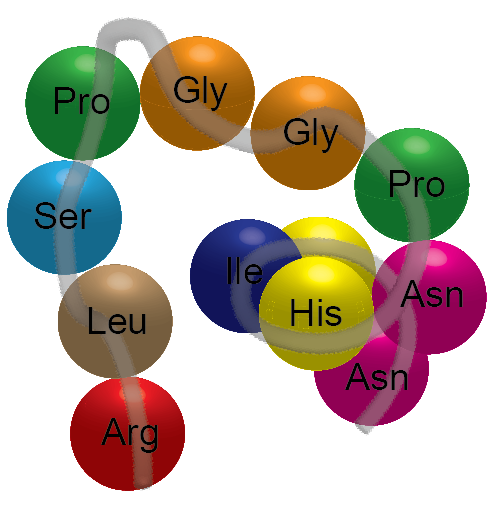 Pro
Gly
Gly
Pro
Ser
Ile
Asn
His
Leu
Asn
Arg